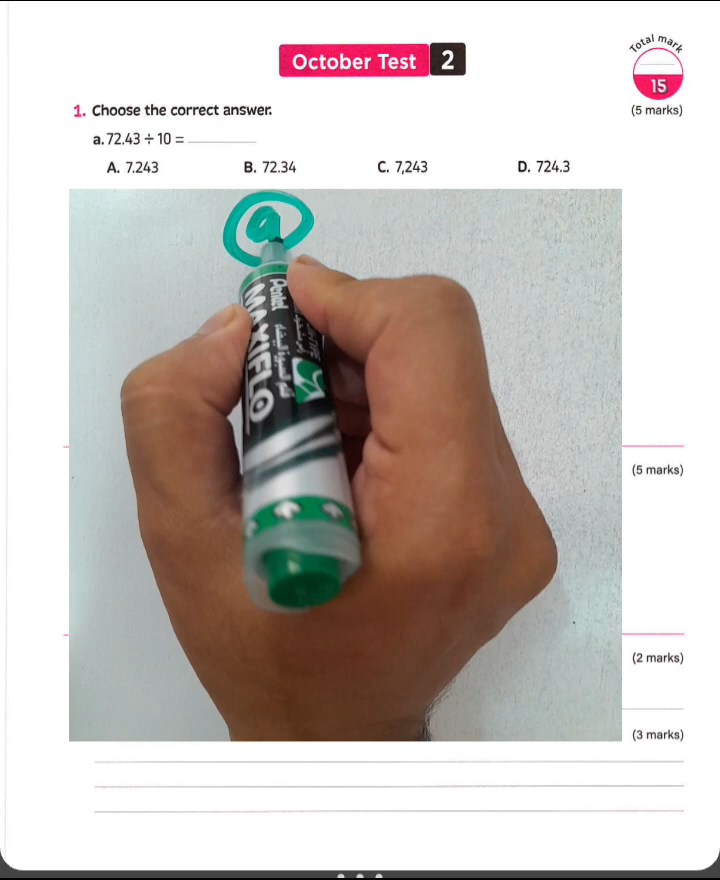 October Test 2
Total mark
15
1. Choose the correct answer.
(5 marks)
a. 72.43 ÷ 10 = ________
A. 7.243 B. 72.34 C. 7,243 D. 724.3
a
Pentel
MAXIFLO
(5 marks)
(2 marks)
(3 marks)